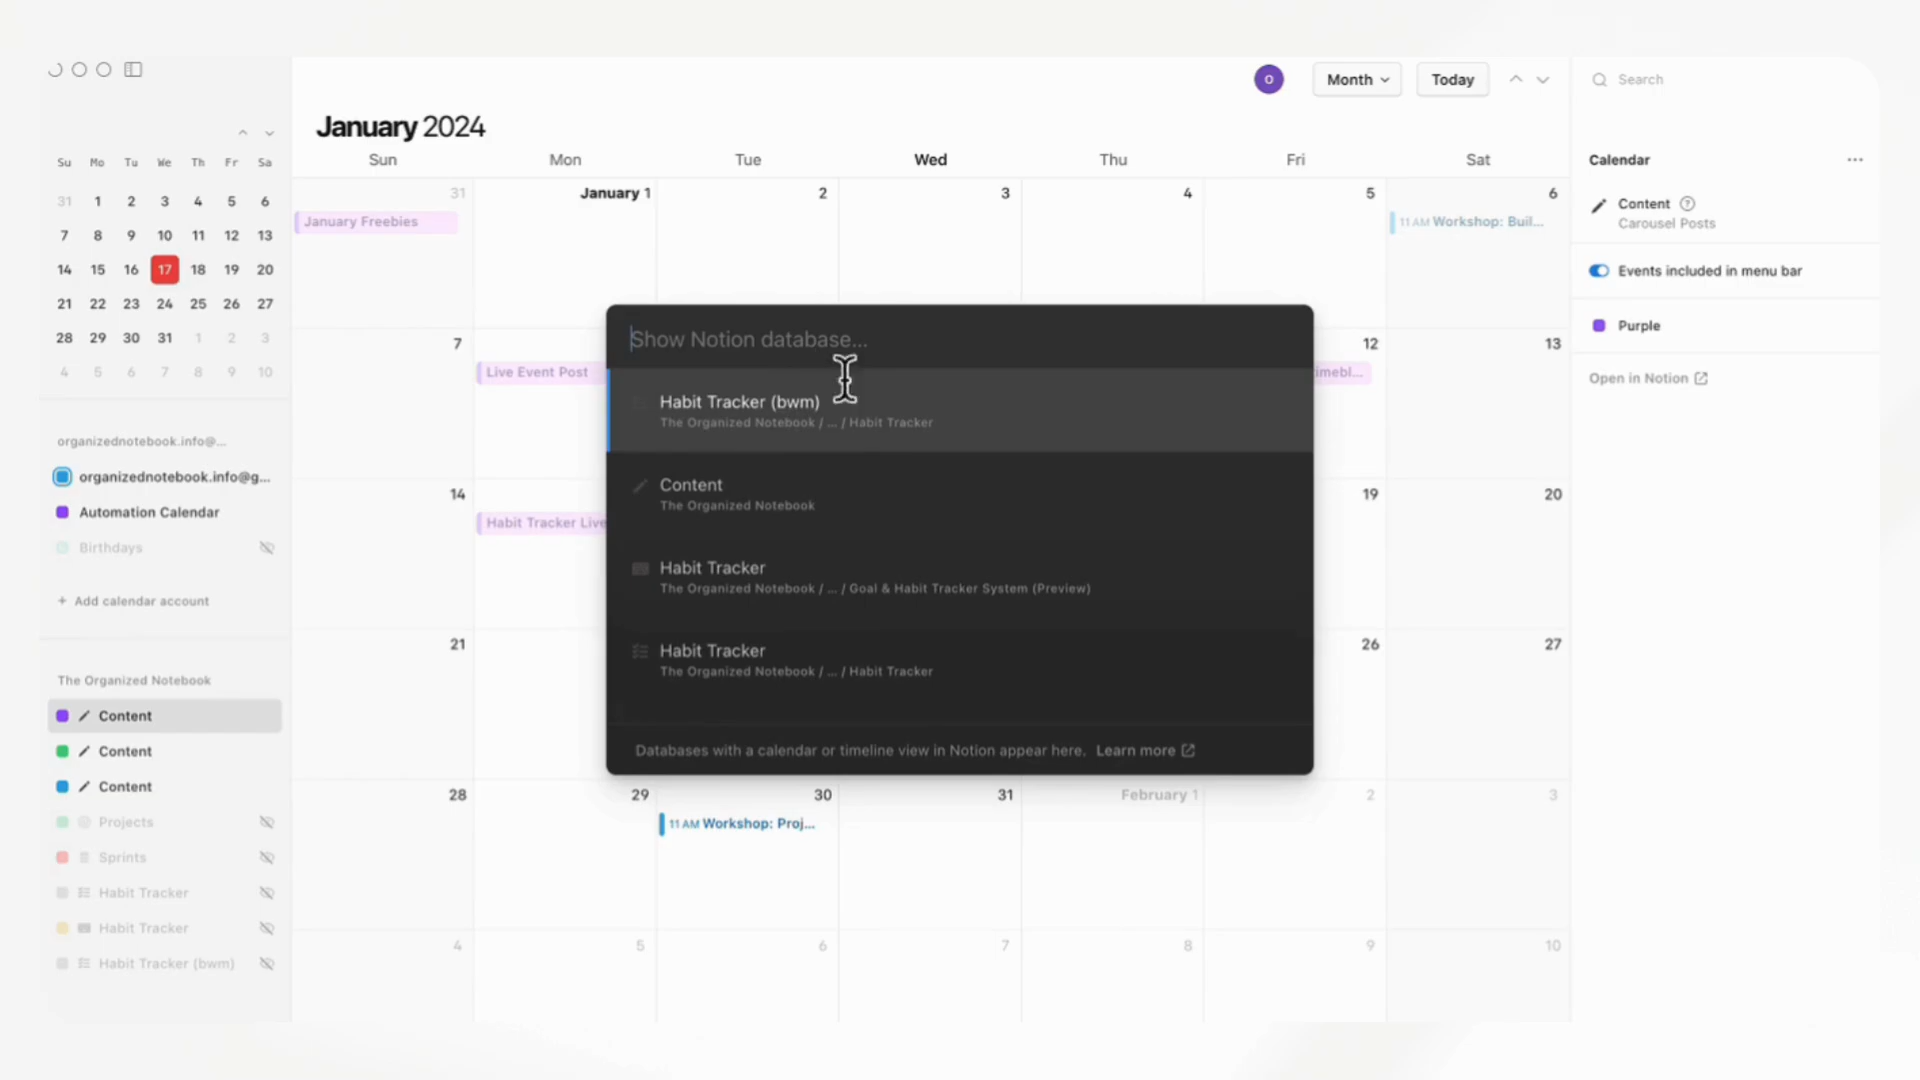 January 2024
Month
Today
Search
Su Mo Tu We Th Fr Sa
31 1 2 3 4 5 6
7 8 9 10 11 12 13
14 15 16 17 18 19 20
21 22 23 24 25 26 27
28 29 30 31 1 2 3
4 5 6 7 8 9 10
organizednotebook.info@...
organizednotebook.info@g...
Automation Calendar
Birthdays
+ Add calendar account
The Organized Notebook
Content
Content
Content
Projects
Sprints
Habit Tracker
Habit Tracker
Habit Tracker (bwm)
O
Sun Mon Tue Wed Thu Fri Sat
31 January 1 2 3 4 5 6
January Freebies
11 AM Workshop: Buil...
7 12 13
Live Event Post
imebl...
14 19 20
Habit Tracker Live
21 26 27
28 29 30 31 February 1 2 3
11 AM Workshop: Proj...
4 5 6 7 8 9 10
Show Notion database...
Habit Tracker (bwm)
The Organized Notebook / ... / Habit Tracker
Content
The Organized Notebook
Habit Tracker
The Organized Notebook / ... / Goal & Habit Tracker System (Preview)
Habit Tracker
The Organized Notebook / ... / Habit Tracker
Databases with a calendar or timeline view in Notion appear here. Learn more
Calendar
Content
Carousel Posts
Events included in menu bar
Purple
Open in Notion